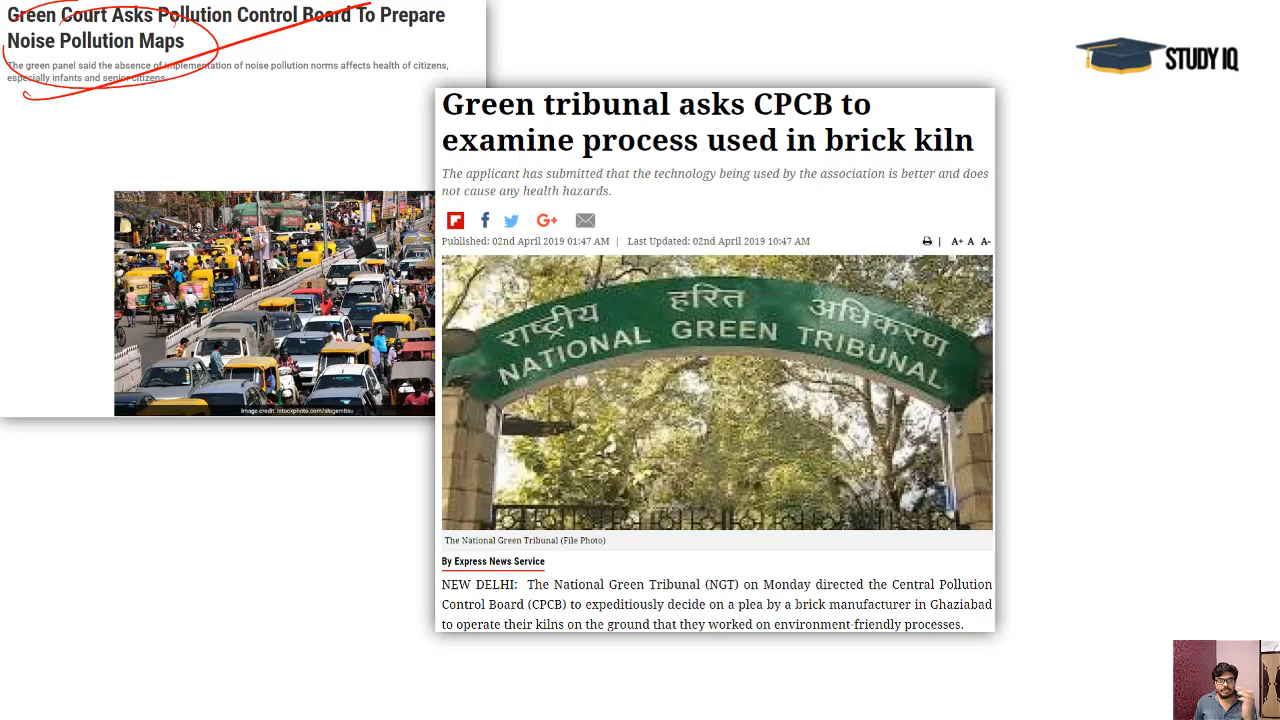 Green Court Asks Pollution Control Board To Prepare
Noise Pollution Maps
The green panel said the absence of implementation of noise pollution norms affects health of citizens,
especially infants and senior citizens.
Image credit: istockphoto.com/shigemitsu
STUDY IQ
Green tribunal asks CPCB to
examine process used in brick kiln
The applicant has submitted that the technology being used by the association is better and does
not cause any health hazards.
Published: 02nd April 2019 01:47 AM | Last Updated: 02nd April 2019 10:47 AM
A+ A A-
राष्ट्रीय हरित अधिकरण
NATIONAL GREEN TRIBUNAL
The National Green Tribunal (File Photo)
By Express News Service
NEW DELHI: The National Green Tribunal (NGT) on Monday directed the Central Pollution
Control Board (CPCB) to expeditiously decide on a plea by a brick manufacturer in Ghaziabad
to operate their kilns on the ground that they worked on environment-friendly processes.